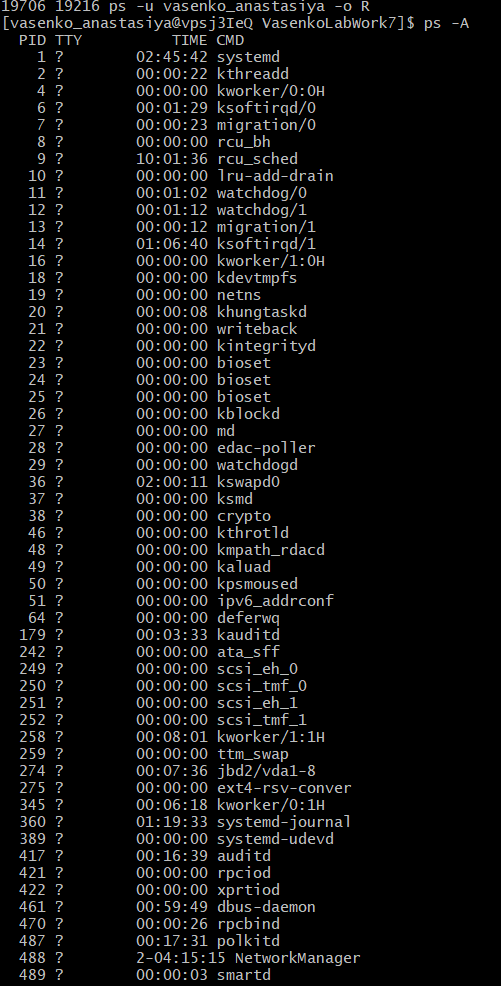 19706 19216 ps -u vasenko_anastasiya -o R
[vasenko_anastasiya@vpsj3IeQ VasenkoLabWork7]$ ps -A
  PID TTY          TIME CMD
    1 ?        02:45:42 systemd
    2 ?        00:00:22 kthreadd
    4 ?        00:00:00 kworker/0:0H
    6 ?        00:01:29 ksoftirqd/0
    7 ?        00:00:23 migration/0
    8 ?        00:00:00 rcu_bh
    9 ?        10:01:36 rcu_sched
   10 ?        00:00:00 lru-add-drain
   11 ?        00:01:02 watchdog/0
   12 ?        00:01:12 watchdog/1
   13 ?        00:00:12 migration/1
   14 ?        01:06:40 ksoftirqd/1
   16 ?        00:00:00 kworker/1:0H
   18 ?        00:00:00 kdevtmpfs
   19 ?        00:00:00 netns
   20 ?        00:00:08 khungtaskd
   21 ?        00:00:00 writeback
   22 ?        00:00:00 kintegrityd
   23 ?        00:00:00 bioset
   24 ?        00:00:00 bioset
   25 ?        00:00:00 bioset
   26 ?        00:00:00 kblockd
   27 ?        00:00:00 md
   28 ?        00:00:00 edac-poller
   29 ?        00:00:00 watchdogd
   36 ?        02:00:11 kswapd0
   37 ?        00:00:00 ksmd
   38 ?        00:00:00 crypto
   46 ?        00:00:00 kthrotld
   48 ?        00:00:00 kmpath_rdacd
   49 ?        00:00:00 kaluad
   50 ?        00:00:00 kpsmoused
   51 ?        00:00:00 ipv6_addrconf
   64 ?        00:00:00 deferwq
  179 ?        00:03:33 kauditd
  242 ?        00:00:00 ata_sff
  249 ?        00:00:00 scsi_eh_0
  250 ?        00:00:00 scsi_tmf_0
  251 ?        00:00:00 scsi_eh_1
  252 ?        00:00:00 scsi_tmf_1
  258 ?        00:08:01 kworker/1:1H
  259 ?        00:00:00 ttm_swap
  274 ?        00:07:36 jbd2/vda1-8
  275 ?        00:00:00 ext4-rsv-conver
  345 ?        00:06:18 kworker/0:1H
  360 ?        01:19:33 systemd-journal
  389 ?        00:00:00 systemd-udevd
  417 ?        00:16:39 auditd
  421 ?        00:00:00 rpciod
  422 ?        00:00:00 xprtiod
  461 ?        00:59:49 dbus-daemon
  470 ?        00:00:26 rpcbind
  487 ?        00:17:31 polkitd
  488 ?        2-04:15:15 NetworkManager
  489 ?        00:00:03 smartd